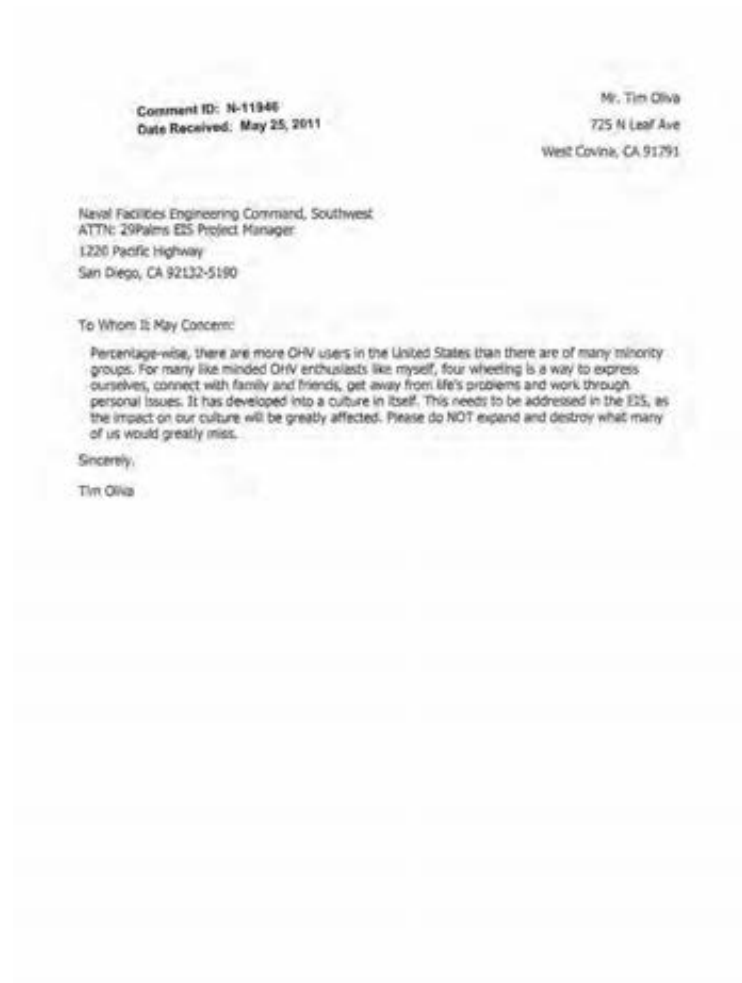 Comment ID: N-11946
Date Received: May 25, 2011
Mr. Tim Oliva
725 N Leaf Ave
West Covina, CA 91791
Naval Facilities Engineering Command, Southwest
ATTN: 29Palms EIS Project Manager
1220 Pacific Highway
San Diego, CA 92132-5190
To Whom It May Concern:
Percentage-wise, there are more OHV users in the United States than there are of many minority
groups. For many like minded OHV enthusiasts like myself, four wheeling is a way to express
ourselves, connect with family and friends, get away from life's problems and work through
personal issues. It has developed into a culture in itself. This needs to be addressed in the EIS, as
the impact on our culture will be greatly affected. Please do NOT expand and destroy what many
of us would greatly miss.
Sincerely,
Tim Oliva